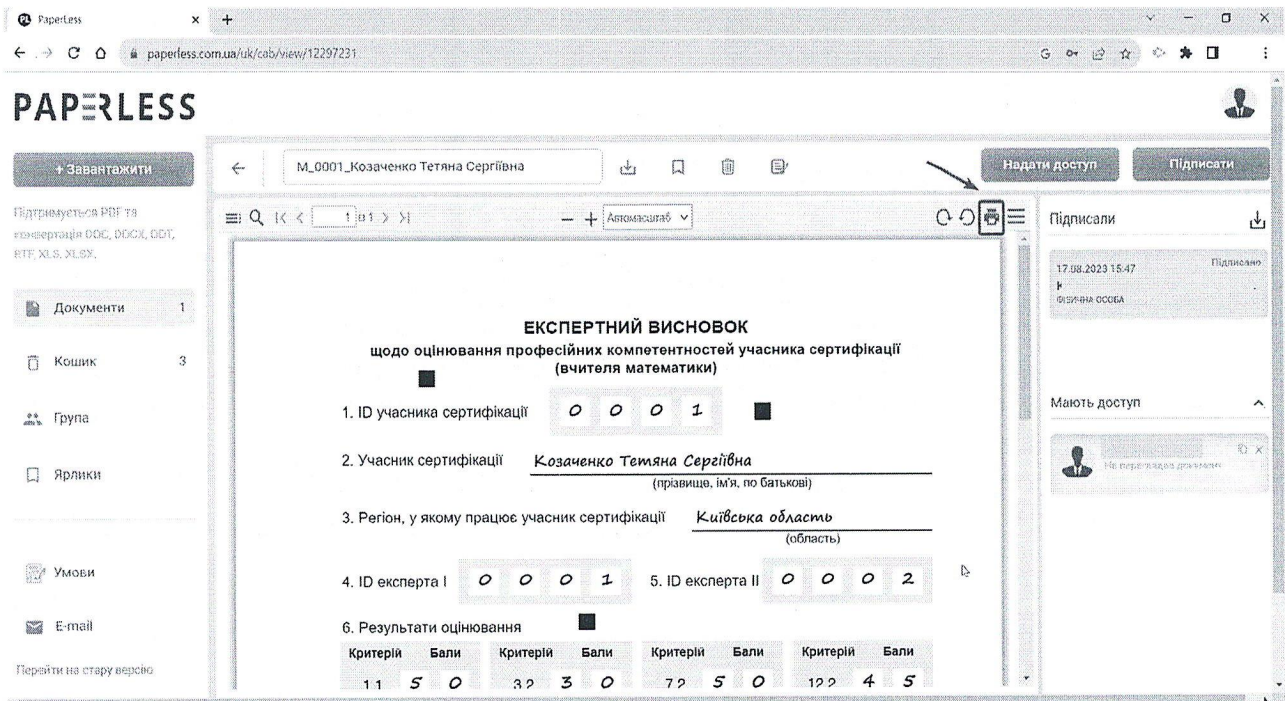 PaperLess
paperless.com.ua/uk/cab/view/12297231
PAPERLESS
+ Завантажити
Підтримується PDF та
конвертація DOC, DOCX, ODT,
RTF, XLS, XLSX.
Документи 1
Кошик 3
Група
Ярлики
Умови
E-mail
Перейти на стару версію
М_0001_Козаченко Тетяна Сергіївна
Надати доступ
Підписати
1 із 1
Автомасштаб
ЕКСПЕРТНИЙ ВИСНОВОК
щодо оцінювання професійних компетентностей учасника сертифікації
(вчителя математики)
1. ID учасника сертифікації 0 0 0 1
2. Учасник сертифікації Козаченко Тетяна Сергіївна
(прізвище, ім'я, по батькові)
3. Регіон, у якому працює учасник сертифікації Київська область
(область)
4. ID експерта I 0 0 0 1 5. ID експерта II 0 0 0 2
6. Результати оцінювання
Критерій Бали Критерій Бали Критерій Бали Критерій Бали
1.1 5 0 3.2 3 0 7.2 5 0 12.2 4 5
Підписали
17.08.2023 15:47 Підписано
ФІЗИЧНА ОСОБА
Мають доступ
Не переглядав документ